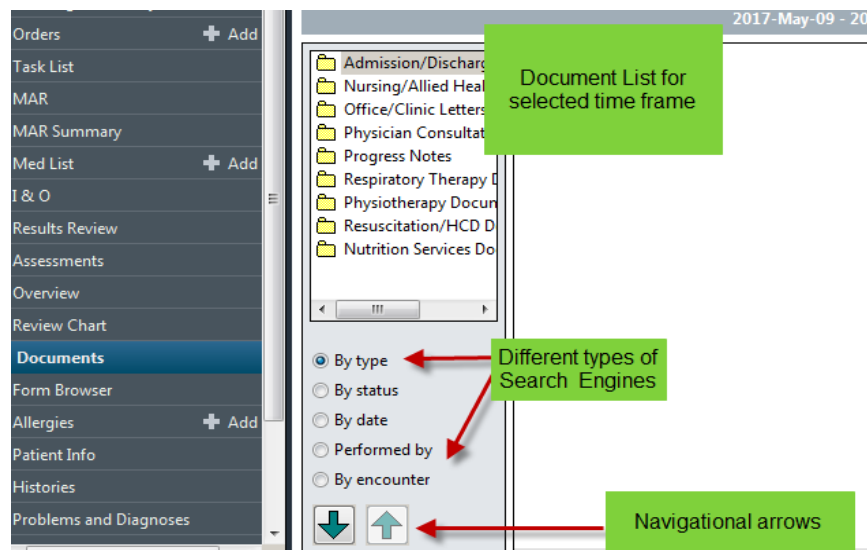 2017-May-09 - 20
Orders + Add
Task List
MAR
MAR Summary
Med List + Add
I & O
Results Review
Assessments
Overview
Review Chart
Documents
Form Browser
Allergies + Add
Patient Info
Histories
Problems and Diagnoses
Admission/Discharg
Nursing/Allied Heal
Office/Clinic Letters
Physician Consultat
Progress Notes
Respiratory Therapy D
Physiotherapy Docum
Resuscitation/HCD D
Nutrition Services Do
Document List for
selected time frame
By type
By status
By date
Performed by
By encounter
Different types of
Search Engines
Navigational arrows